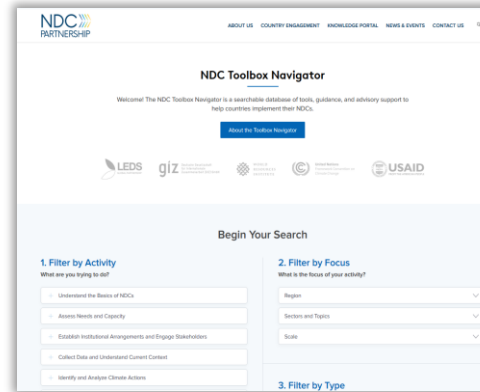 NDC
PARTNERSHIP
ABOUT US COUNTRY ENGAGEMENT KNOWLEDGE PORTAL NEWS & EVENTS CONTACT US
NDC Toolbox Navigator
Welcome! The NDC Toolbox Navigator is a searchable database of tools, guidance, and advisory support to
help countries implement their NDCs.
About the Toolbox Navigator
LEDS giz United Nations USAID
Begin Your Search
1. Filter by Activity
What are you trying to do?
Understand the Basics of NDCs
Assess Needs and Capacity
Establish Institutional Arrangements and Engage Stakeholders
Collect Data and Understand Current Context
Identify and Analyze Climate Actions
2. Filter by Focus
What is the focus of your activity?
Region
Sectors and Topics
Scale
3. Filter by Type